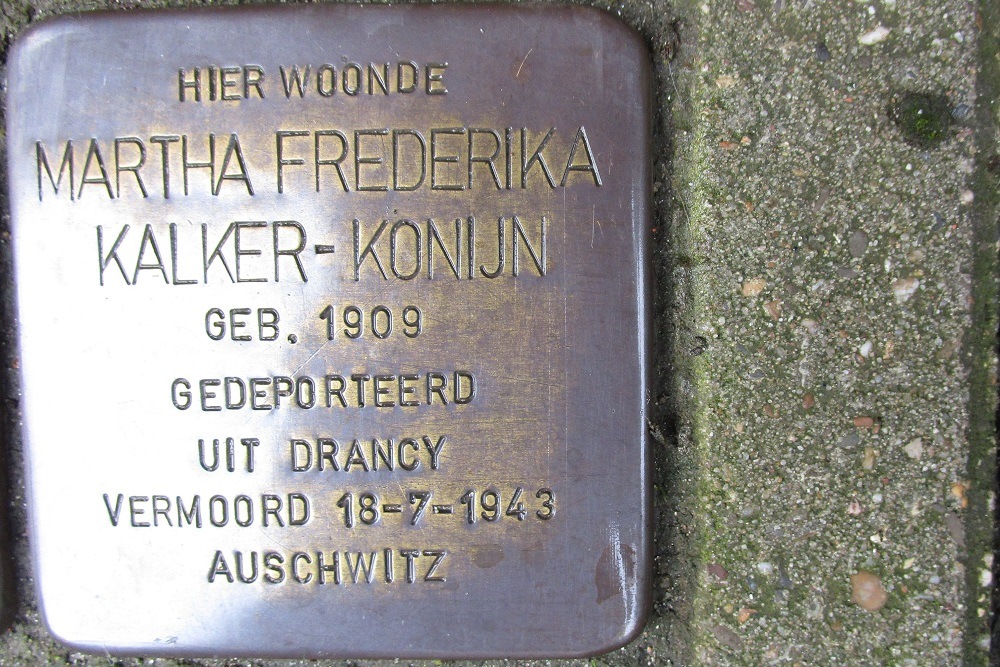 HIER WOONDE
MARTHA FREDERIKA
KALKER-KONIJN
GEB. 1909
GEDEPORTEERD
UIT DRANCY
VERMOORD 18-7-1943
AUSCHWITZ